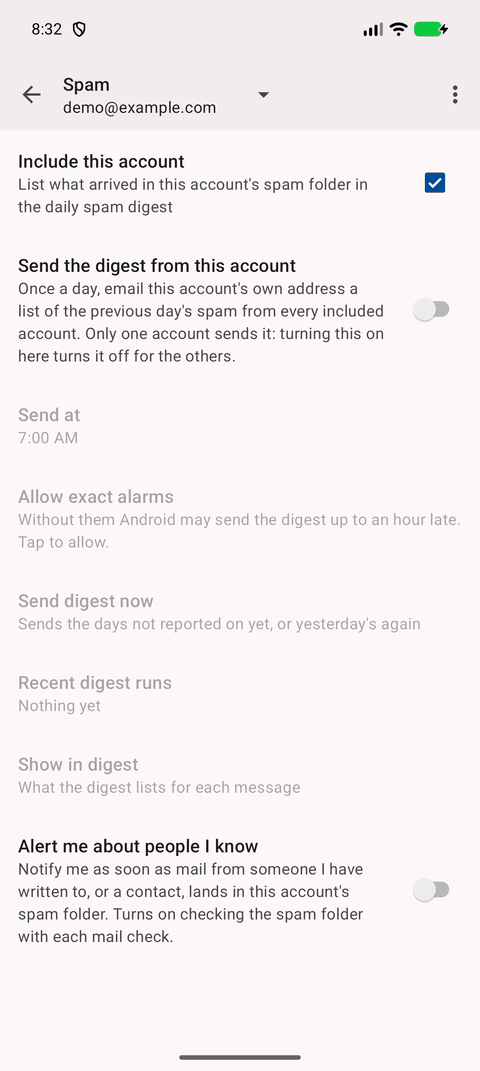 8:32
Spam
demo@example.com
Include this account
List what arrived in this account's spam folder in
the daily spam digest
Send the digest from this account
Once a day, email this account's own address a
list of the previous day's spam from every included
account. Only one account sends it: turning this on
here turns it off for the others.
Send at
7:00 AM
Allow exact alarms
Without them Android may send the digest up to an hour late.
Tap to allow.
Send digest now
Sends the days not reported on yet, or yesterday's again
Recent digest runs
Nothing yet
Show in digest
What the digest lists for each message
Alert me about people I know
Notify me as soon as mail from someone I have
written to, or a contact, lands in this account's
spam folder. Turns on checking the spam folder
with each mail check.